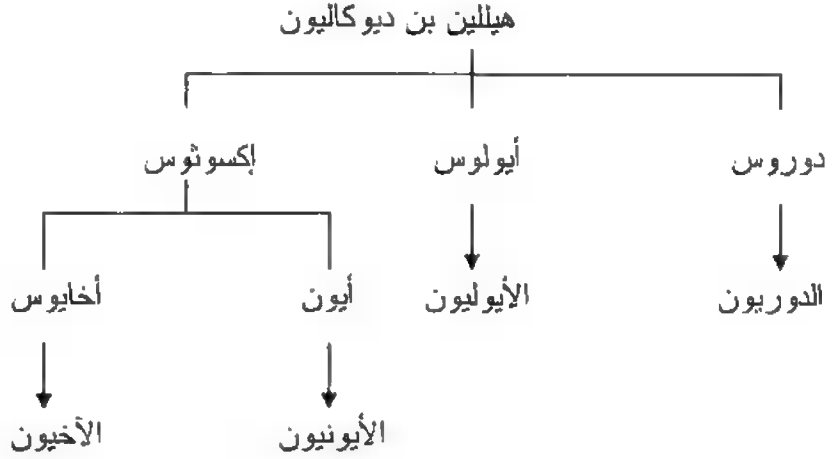 هيللين بن ديوكاليون
دوروس أيولوس إكسوثوس
الدوريون الأيوليون أيون أخايوس
الأيونيون الآخيون